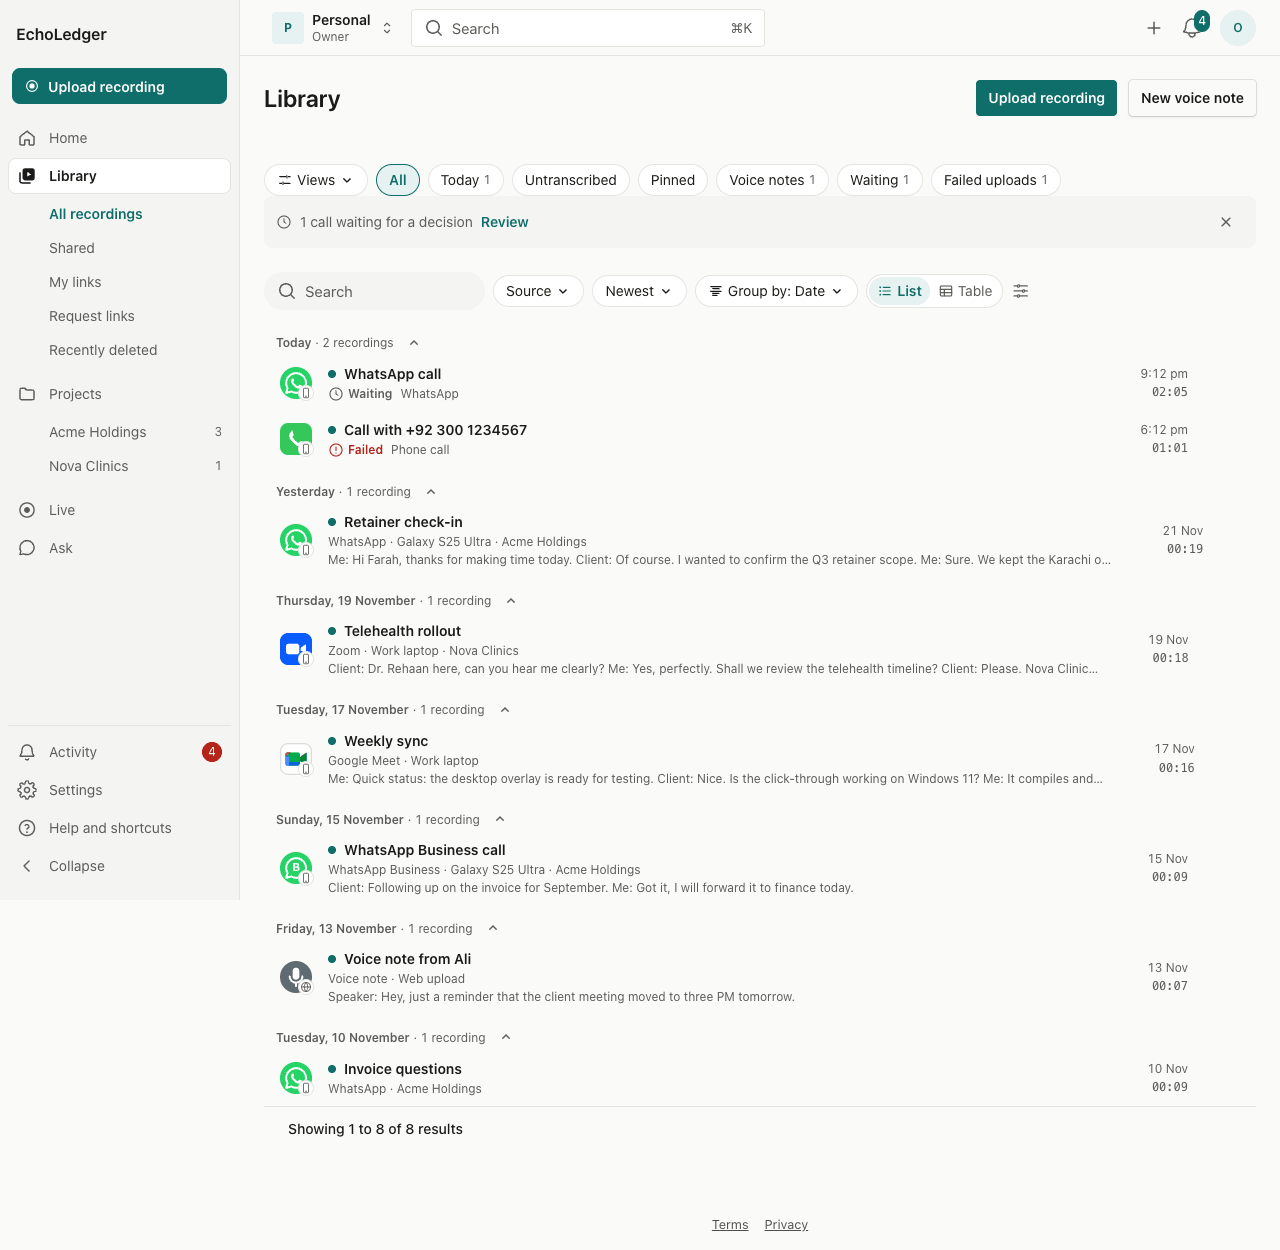 EchoLedger
Upload recording
Home
Library
All recordings
Shared
My links
Request links
Recently deleted
Projects
Acme Holdings 3
Nova Clinics 1
Live
Ask
Activity 4
Settings
Help and shortcuts
Collapse
P Personal
Owner
Search ⌘K
4
O
Library
Upload recording
New voice note
Views All Today 1 Untranscribed Pinned Voice notes 1 Waiting 1 Failed uploads 1
1 call waiting for a decision Review
Search Source Newest Group by: Date List Table
Today · 2 recordings
WhatsApp call 9:12 pm
Waiting WhatsApp 02:05
Call with +92 300 1234567 6:12 pm
Failed Phone call 01:01
Yesterday · 1 recording
Retainer check-in 21 Nov
WhatsApp · Galaxy S25 Ultra · Acme Holdings 00:19
Me: Hi Farah, thanks for making time today. Client: Of course. I wanted to confirm the Q3 retainer scope. Me: Sure. We kept the Karachi o...
Thursday, 19 November · 1 recording
Telehealth rollout 19 Nov
Zoom · Work laptop · Nova Clinics 00:18
Client: Dr. Rehaan here, can you hear me clearly? Me: Yes, perfectly. Shall we review the telehealth timeline? Client: Please. Nova Clinic...
Tuesday, 17 November · 1 recording
Weekly sync 17 Nov
Google Meet · Work laptop 00:16
Me: Quick status: the desktop overlay is ready for testing. Client: Nice. Is the click-through working on Windows 11? Me: It compiles and...
Sunday, 15 November · 1 recording
WhatsApp Business call 15 Nov
B
WhatsApp Business · Galaxy S25 Ultra · Acme Holdings 00:09
Client: Following up on the invoice for September. Me: Got it, I will forward it to finance today.
Friday, 13 November · 1 recording
Voice note from Ali 13 Nov
Voice note · Web upload 00:07
Speaker: Hey, just a reminder that the client meeting moved to three PM tomorrow.
Tuesday, 10 November · 1 recording
Invoice questions 10 Nov
WhatsApp · Acme Holdings 00:09
Showing 1 to 8 of 8 results
Terms Privacy